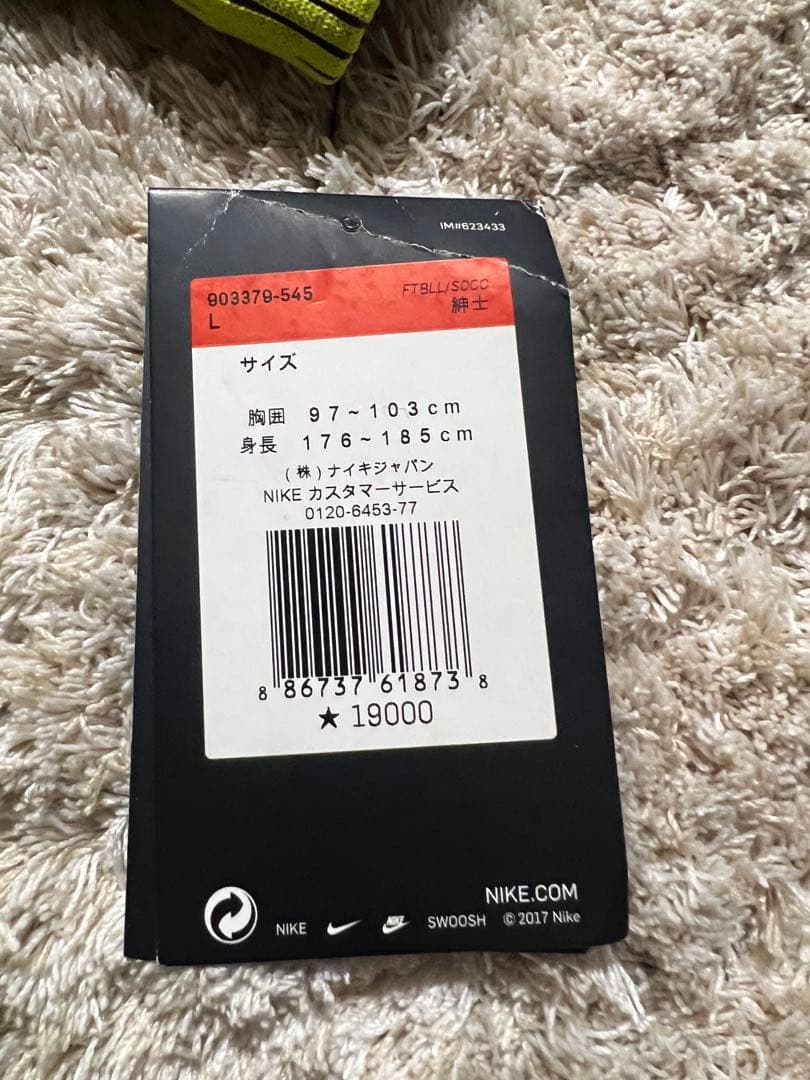 IM#623433
903379-545
FTBLL/SOCC
L
紳士
サイズ
胸囲 97~103cm
身長 176~185cm
(株)ナイキジャパン
NIKE カスタマーサービス
0120-6453-77
8 86737 61873 8
★ 19000
NIKE.COM
NIKE NIKE SWOOSH © 2017 Nike